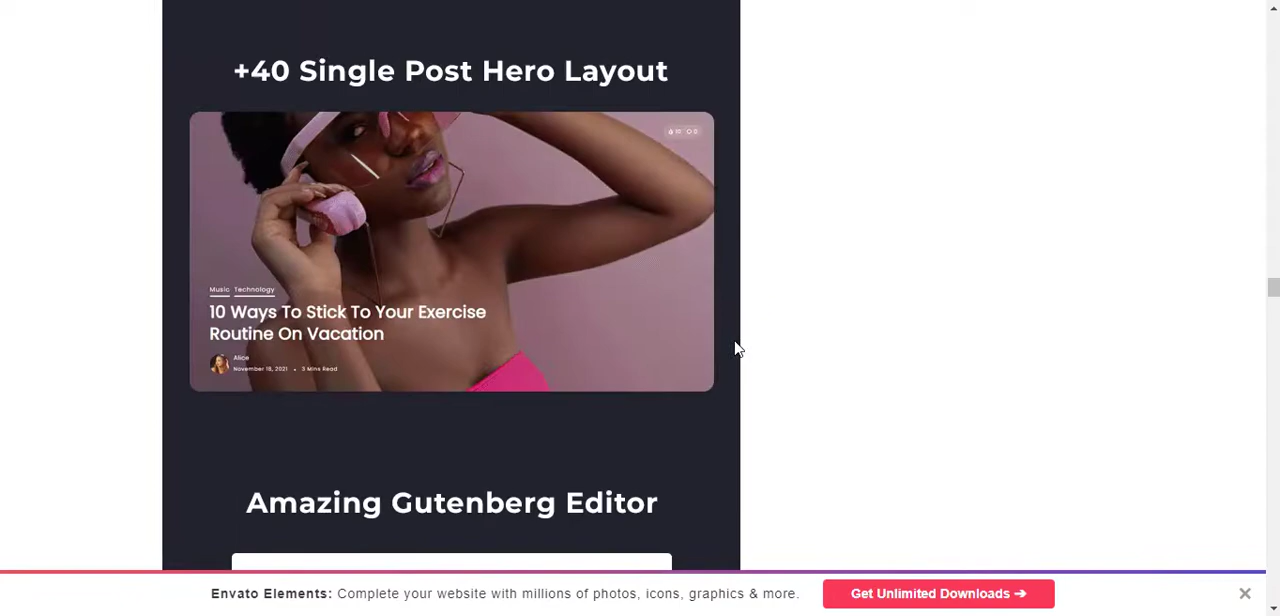 +40 Single Post Hero Layout
Music Technology
10 Ways To Stick To Your Exercise
Routine On Vacation
Alice
November 18, 2021 • 3 Mins Read
Amazing Gutenberg Editor
Envato Elements: Complete your website with millions of photos, icons, graphics & more.
Get Unlimited Downloads ➔